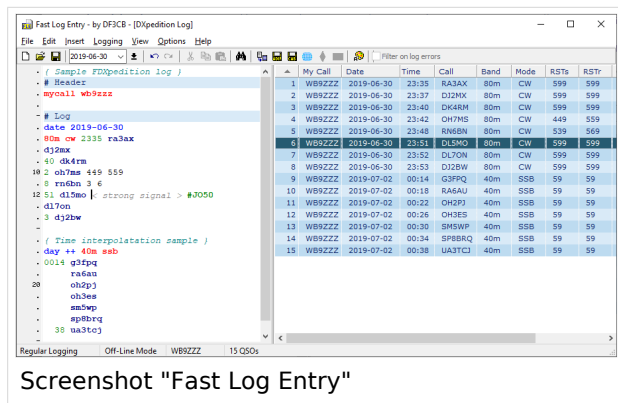 Fast Log Entry - by DF3CB - [DXpedition Log]
File Edit Insert Logging View Options Help
2019-06-30 Filter on log errors
( Sample FDXpedition log )
# Header
mycall wb9zzz
# Log
date 2019-06-30
80m cw 2335 ra3ax
dj2mx
40 dk4rm
10 2 oh7ms 449 559
8 rn6bn 3 6
12 51 dl5mo < strong signal > #JO50
dl7on
3 dj2bw
( Time interpolatation sample )
day ++ 40m ssb
0014 g3fpq
ra6au
20 oh2pj
oh3es
sm5wp
sp8brq
38 ua3tcj
My Call Date Time Call Band Mode RSTs RSTr
1 WB9ZZZ 2019-06-30 23:35 RA3AX 80m CW 599 599
2 WB9ZZZ 2019-06-30 23:37 DJ2MX 80m CW 599 599
3 WB9ZZZ 2019-06-30 23:40 DK4RM 80m CW 599 599
4 WB9ZZZ 2019-06-30 23:42 OH7MS 80m CW 449 559
5 WB9ZZZ 2019-06-30 23:48 RN6BN 80m CW 539 569
6 WB9ZZZ 2019-06-30 23:51 DL5MO 80m CW 599 599
7 WB9ZZZ 2019-06-30 23:52 DL7ON 80m CW 599 599
8 WB9ZZZ 2019-06-30 23:53 DJ2BW 80m CW 599 599
9 WB9ZZZ 2019-07-02 00:14 G3FPQ 40m SSB 59 59
10 WB9ZZZ 2019-07-02 00:18 RA6AU 40m SSB 59 59
11 WB9ZZZ 2019-07-02 00:22 OH2PJ 40m SSB 59 59
12 WB9ZZZ 2019-07-02 00:26 OH3ES 40m SSB 59 59
13 WB9ZZZ 2019-07-02 00:30 SM5WP 40m SSB 59 59
14 WB9ZZZ 2019-07-02 00:34 SP8BRQ 40m SSB 59 59
15 WB9ZZZ 2019-07-02 00:38 UA3TCJ 40m SSB 59 59
Regular Logging Off-Line Mode WB9ZZZ 15 QSOs
Screenshot "Fast Log Entry"